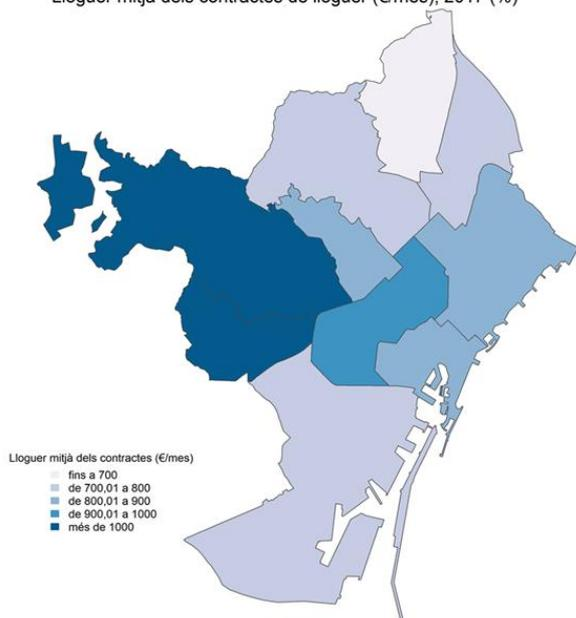 Lloguer mitjà dels contractes de lloguer (€/mes), 2017 (%)
Lloguer mitjà dels contractes (€/mes)
fins a 700
de 700,01 a 800
de 800,01 a 900
de 900,01 a 1000
més de 1000